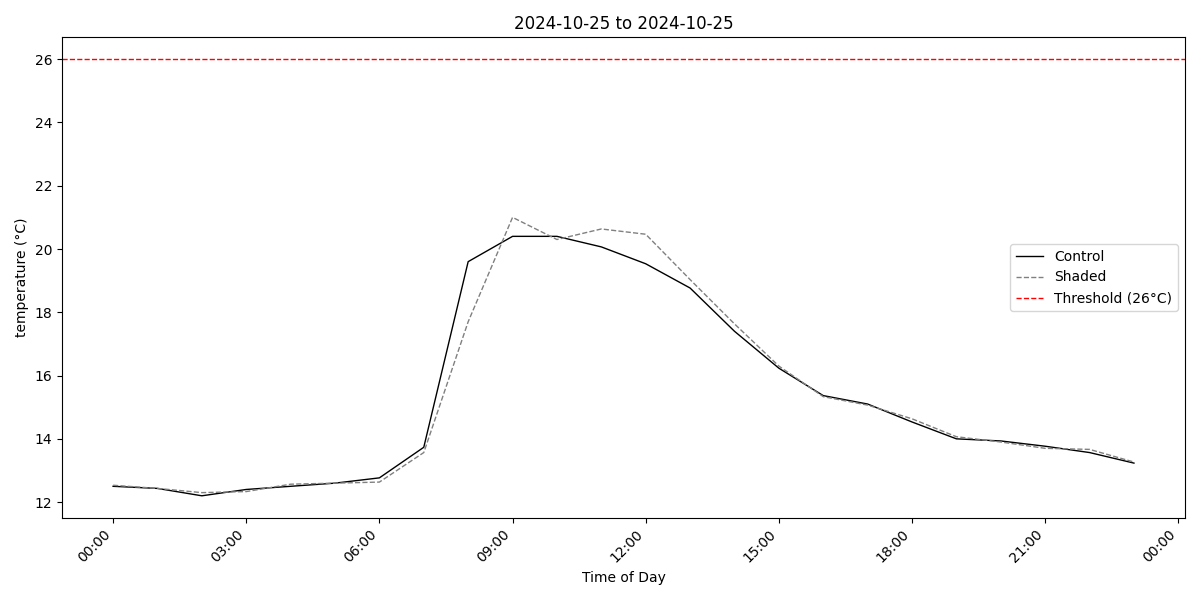 2024-10-25 to 2024-10-25
26
24
22
20
18
16
14
12
temperature (°C)
Control
Shaded
Threshold (26°C)
00:00
03:00
06:00
09:00
12:00
15:00
18:00
21:00
00:00
Time of Day